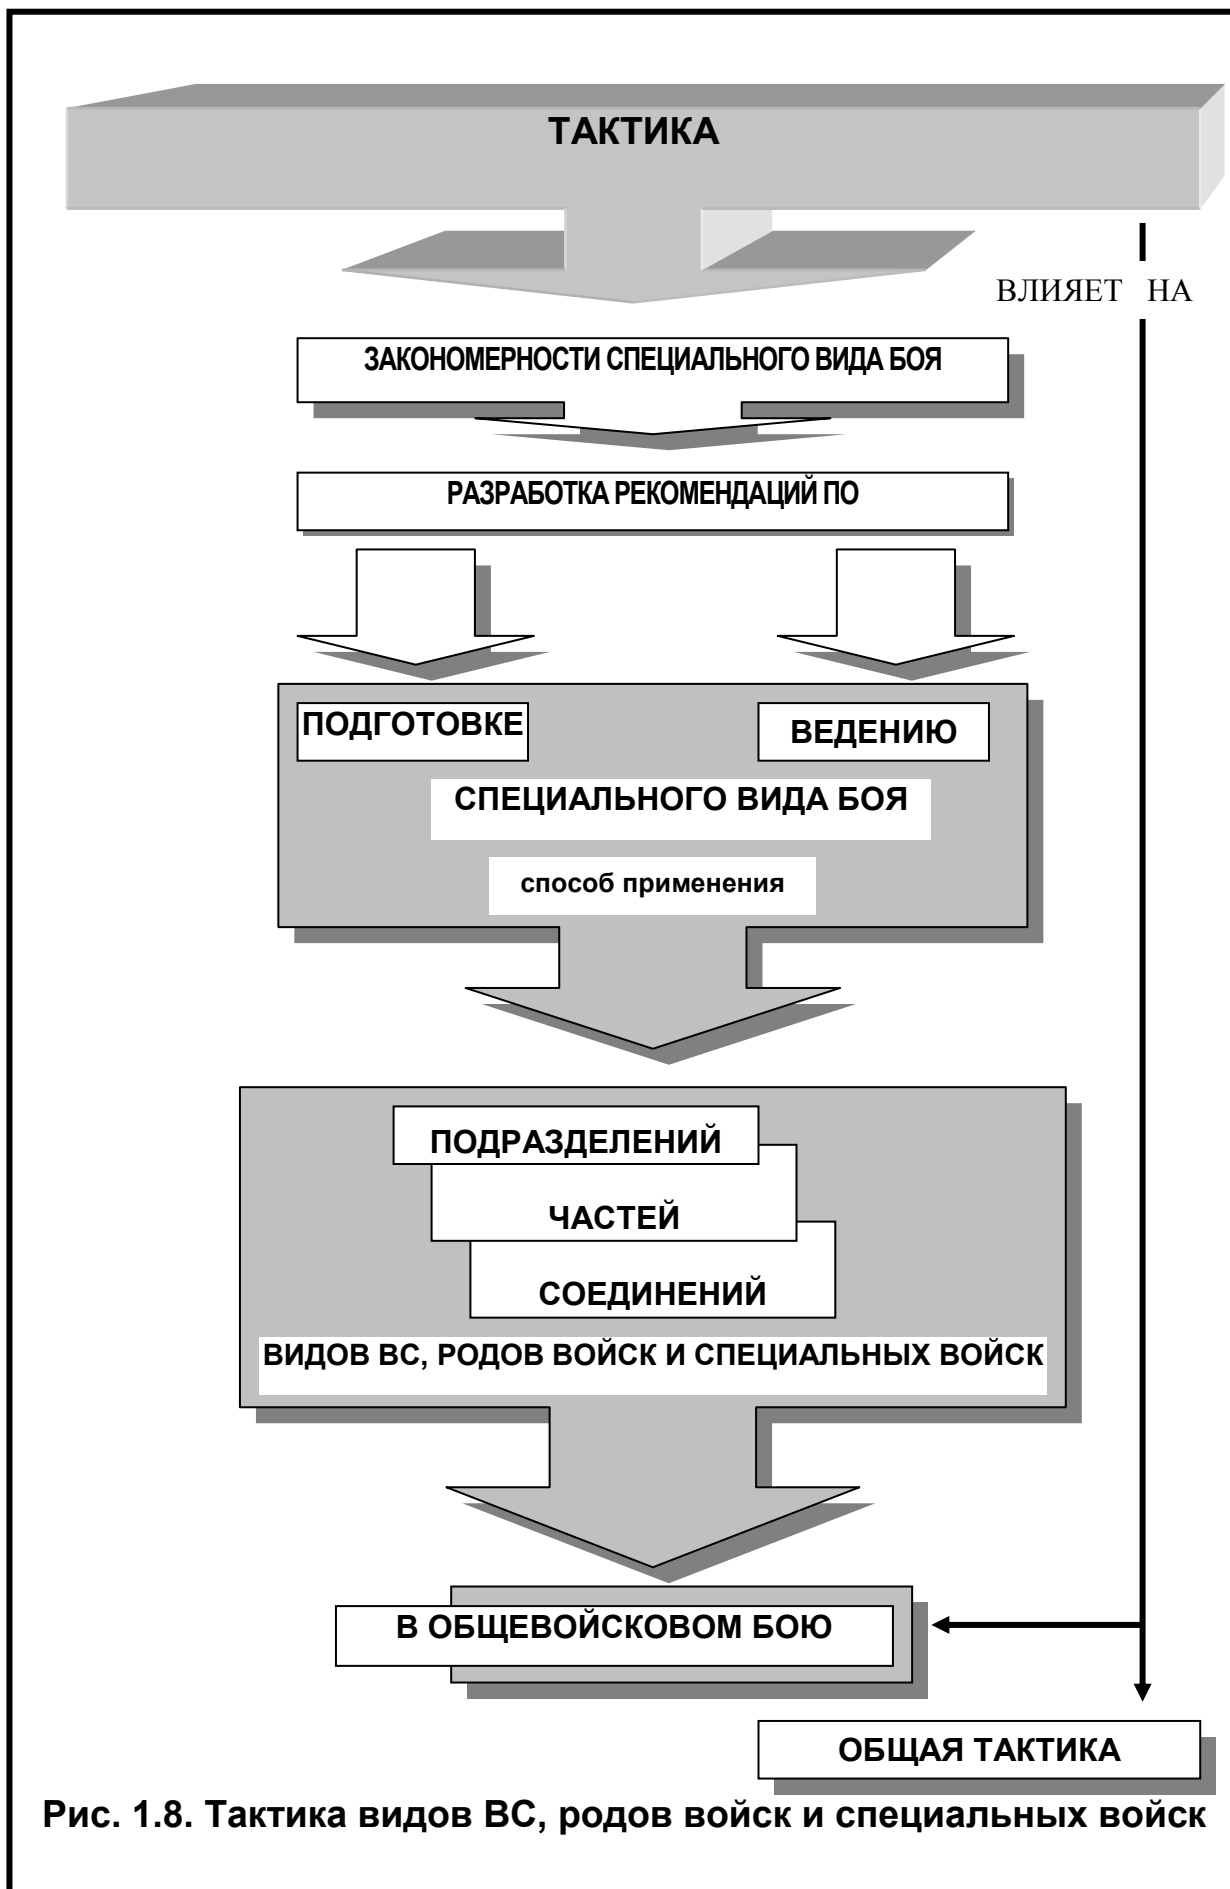 ТАКТИКА
ВЛИЯЕТ НА
ЗАКОНОМЕРНОСТИ СПЕЦИАЛЬНОГО ВИДА БОЯ
РАЗРАБОТКА РЕКОМЕНДАЦИЙ ПО
ПОДГОТОВКЕ
ВЕДЕНИЮ
СПЕЦИАЛЬНОГО ВИДА БОЯ
способ применения
ПОДРАЗДЕЛЕНИЙ
ЧАСТЕЙ
СОЕДИНЕНИЙ
ВИДОВ ВС, РОДОВ ВОЙСК И СПЕЦИАЛЬНЫХ ВОЙСК
В ОБЩЕВОЙСКОВОМ БОЮ
ОБЩАЯ ТАКТИКА
Рис. 1.8. Тактика видов ВС, родов войск и специальных войск